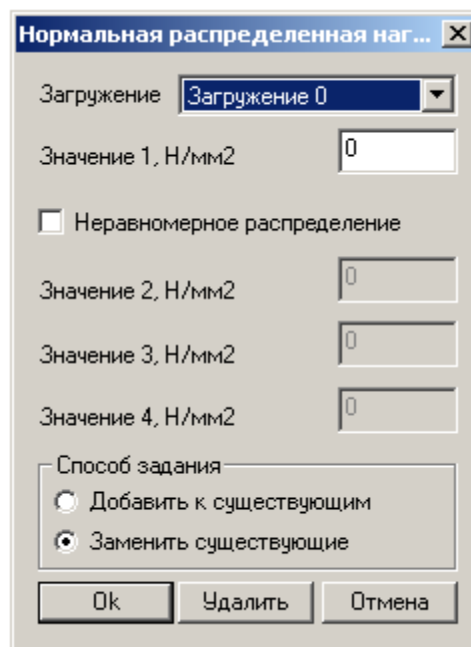 Нормальная распределенная наг...
Загружение Загружение 0
Значение 1, Н/мм2 0
Неравномерное распределение
Значение 2, Н/мм2 0
Значение 3, Н/мм2 0
Значение 4, Н/мм2 0
Способ задания
Добавить к существующим
Заменить существующие
Ok Удалить Отмена